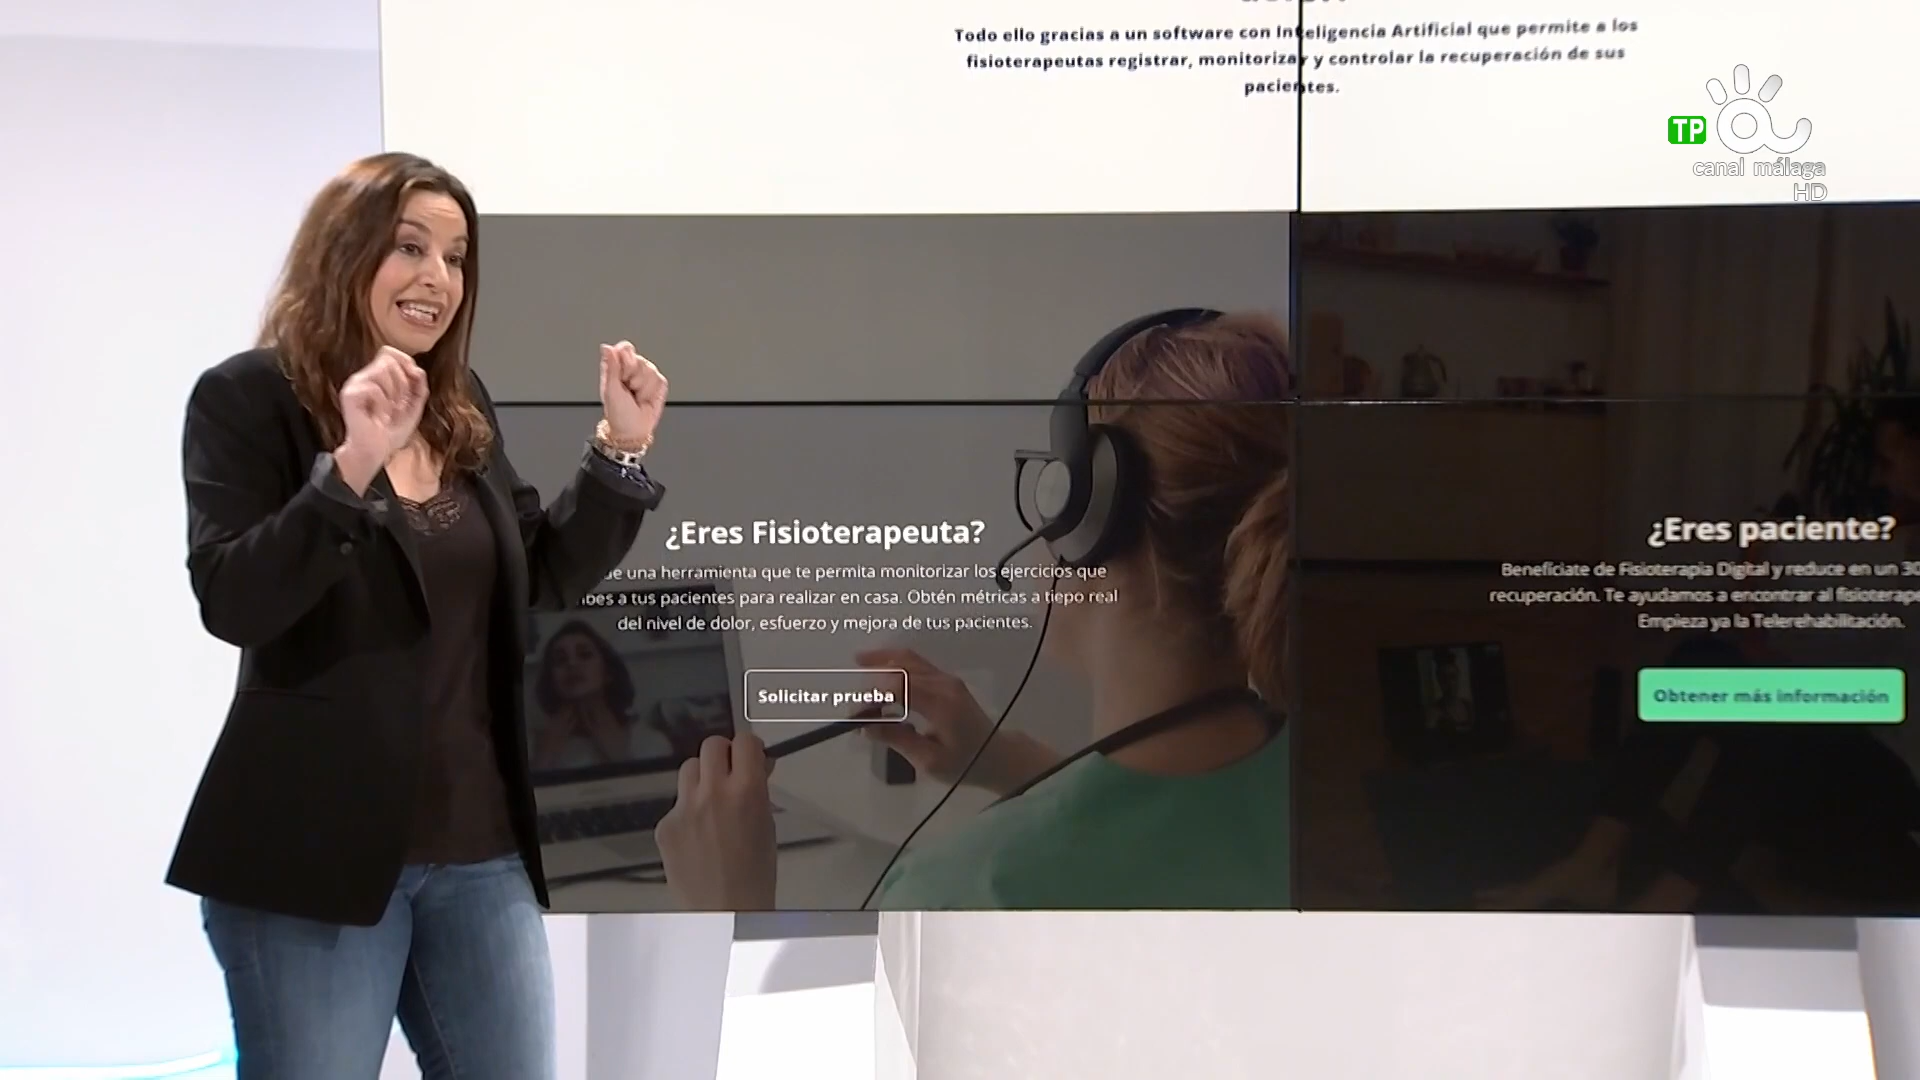 Todo ello gracias a un software con Inteligencia Artificial que permite a los
fisioterapeutas registrar, monitorizar y controlar la recuperación de sus
pacientes.
TP
canal málaga
HD
¿Eres Fisioterapeuta?
una herramienta que te permita monitorizar los ejercicios que
a tus pacientes para realizar en casa. Obtén métricas a tiepo real
del nivel de dolor, esfuerzo y mejora de tus pacientes.
Solicitar prueba
¿Eres paciente?
Benefíciate de Fisioterapia Digital y reduce en un 30
recuperación. Te ayudamos a encontrar al
Empieza ya la Telerehabilitación.
Obtener más información